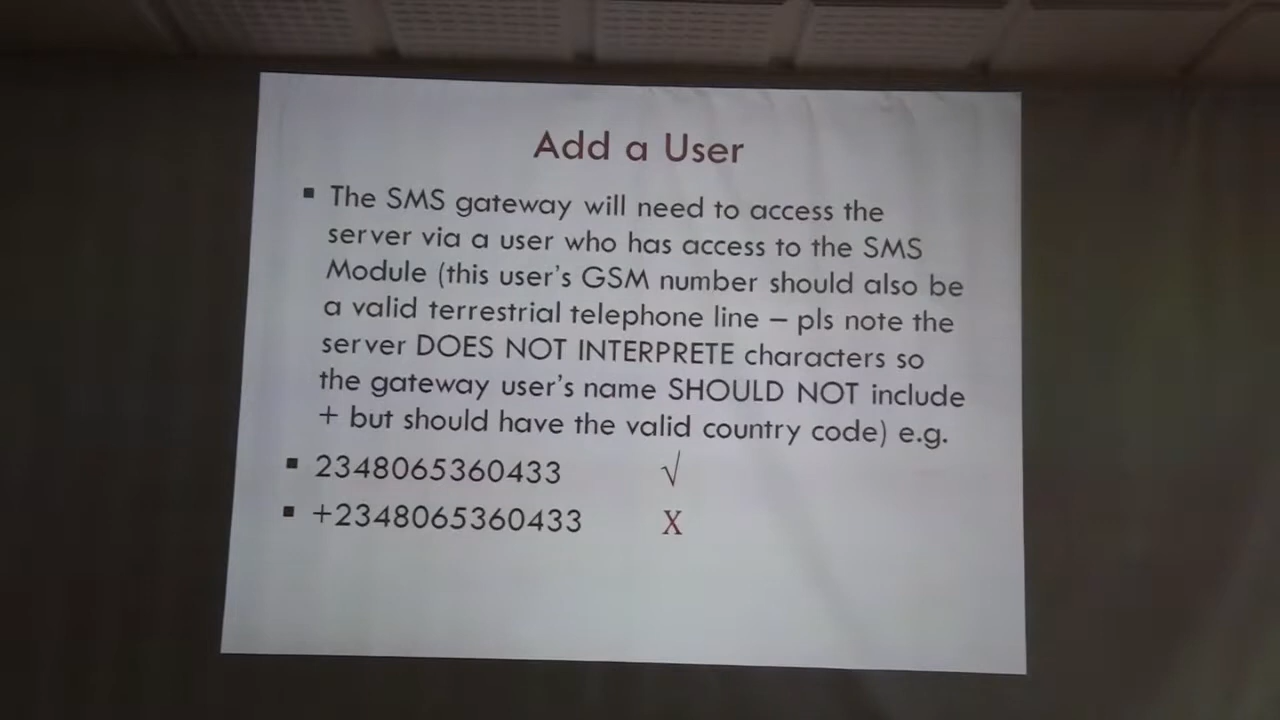 Add a User
▪ The SMS gateway will need to access the
server via a user who has access to the SMS
Module (this user's GSM number should also be
a valid terrestrial telephone line – pls note the
server DOES NOT INTERPRETE characters so
the gateway user's name SHOULD NOT include
+ but should have the valid country code) e.g.
▪ 2348065360433 √
▪ +2348065360433 X